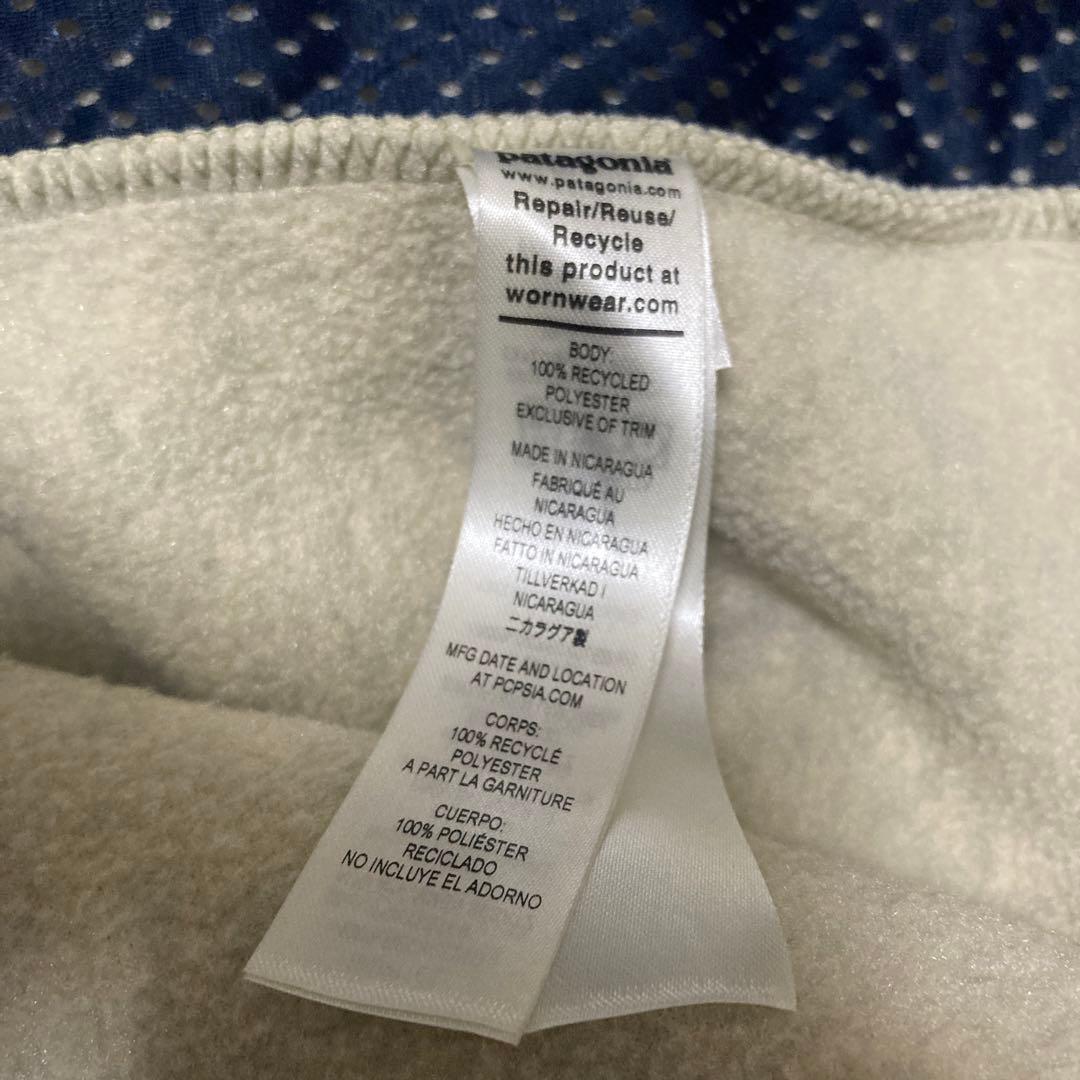 patagonia
www.patagonia.com
Repair/Reuse/
Recycle
this product at
wornwear.com
BODY:
100% RECYCLED
POLYESTER
EXCLUSIVE OF TRIM
MADE IN NICARAGUA
FABRIQUÉ AU
NICARAGUA
HECHO EN NICARAGUA
FATTO IN NICARAGUA
TILLVERKAD I
NICARAGUA
ニカラグア製
MFG DATE AND LOCATION
AT PCPSIA.COM
CORPS:
100% RECYCLÉ
POLYESTER
A PART LA GARNITURE
CUERPO:
100% POLIÉSTER
RECICLADO
NO INCLUYE EL ADORNO